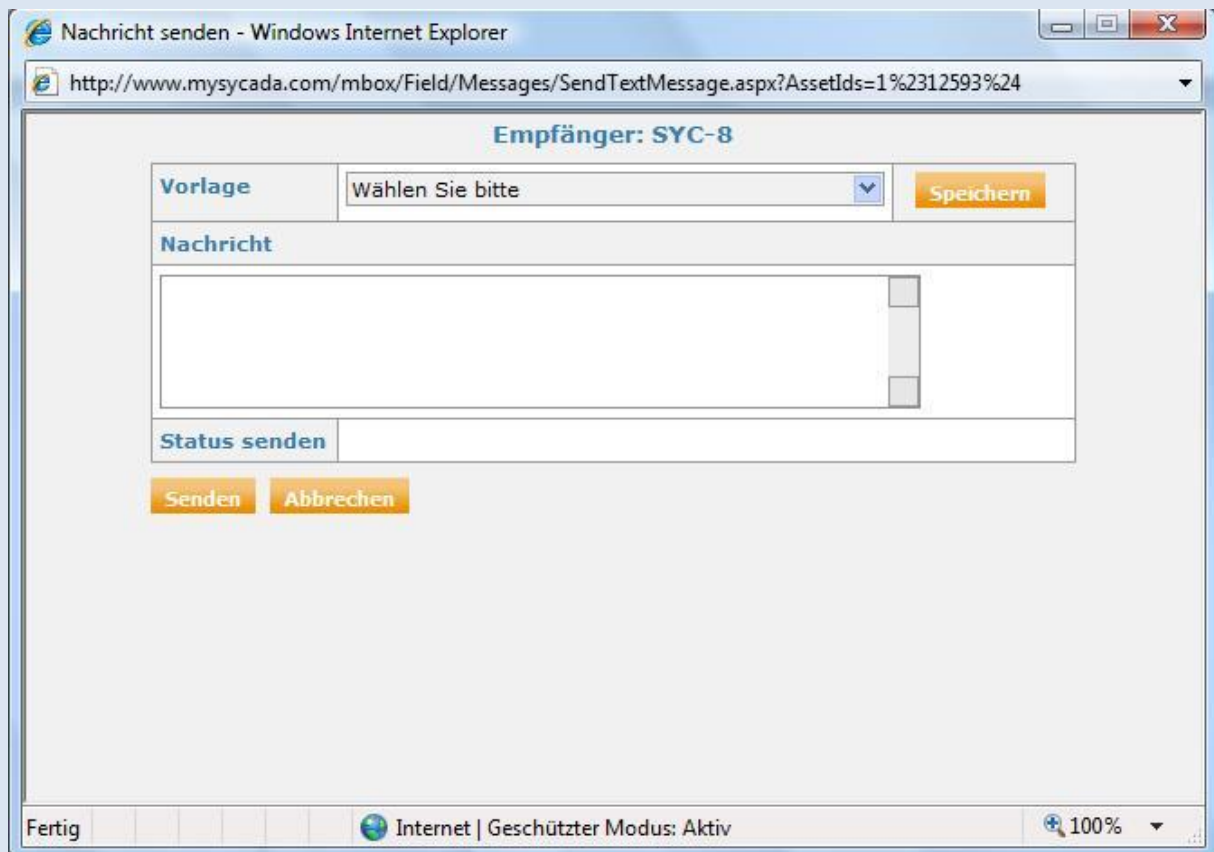 Nachricht senden - Windows Internet Explorer
http://www.mysycada.com/mbox/Field/Messages/SendTextMessage.aspx?AssetIds=1%2312593%24
Empfänger: SYC-8
Vorlage Wählen Sie bitte Speichern
Nachricht
Status senden
Senden Abbrechen
Fertig Internet | Geschützter Modus: Aktiv 100%